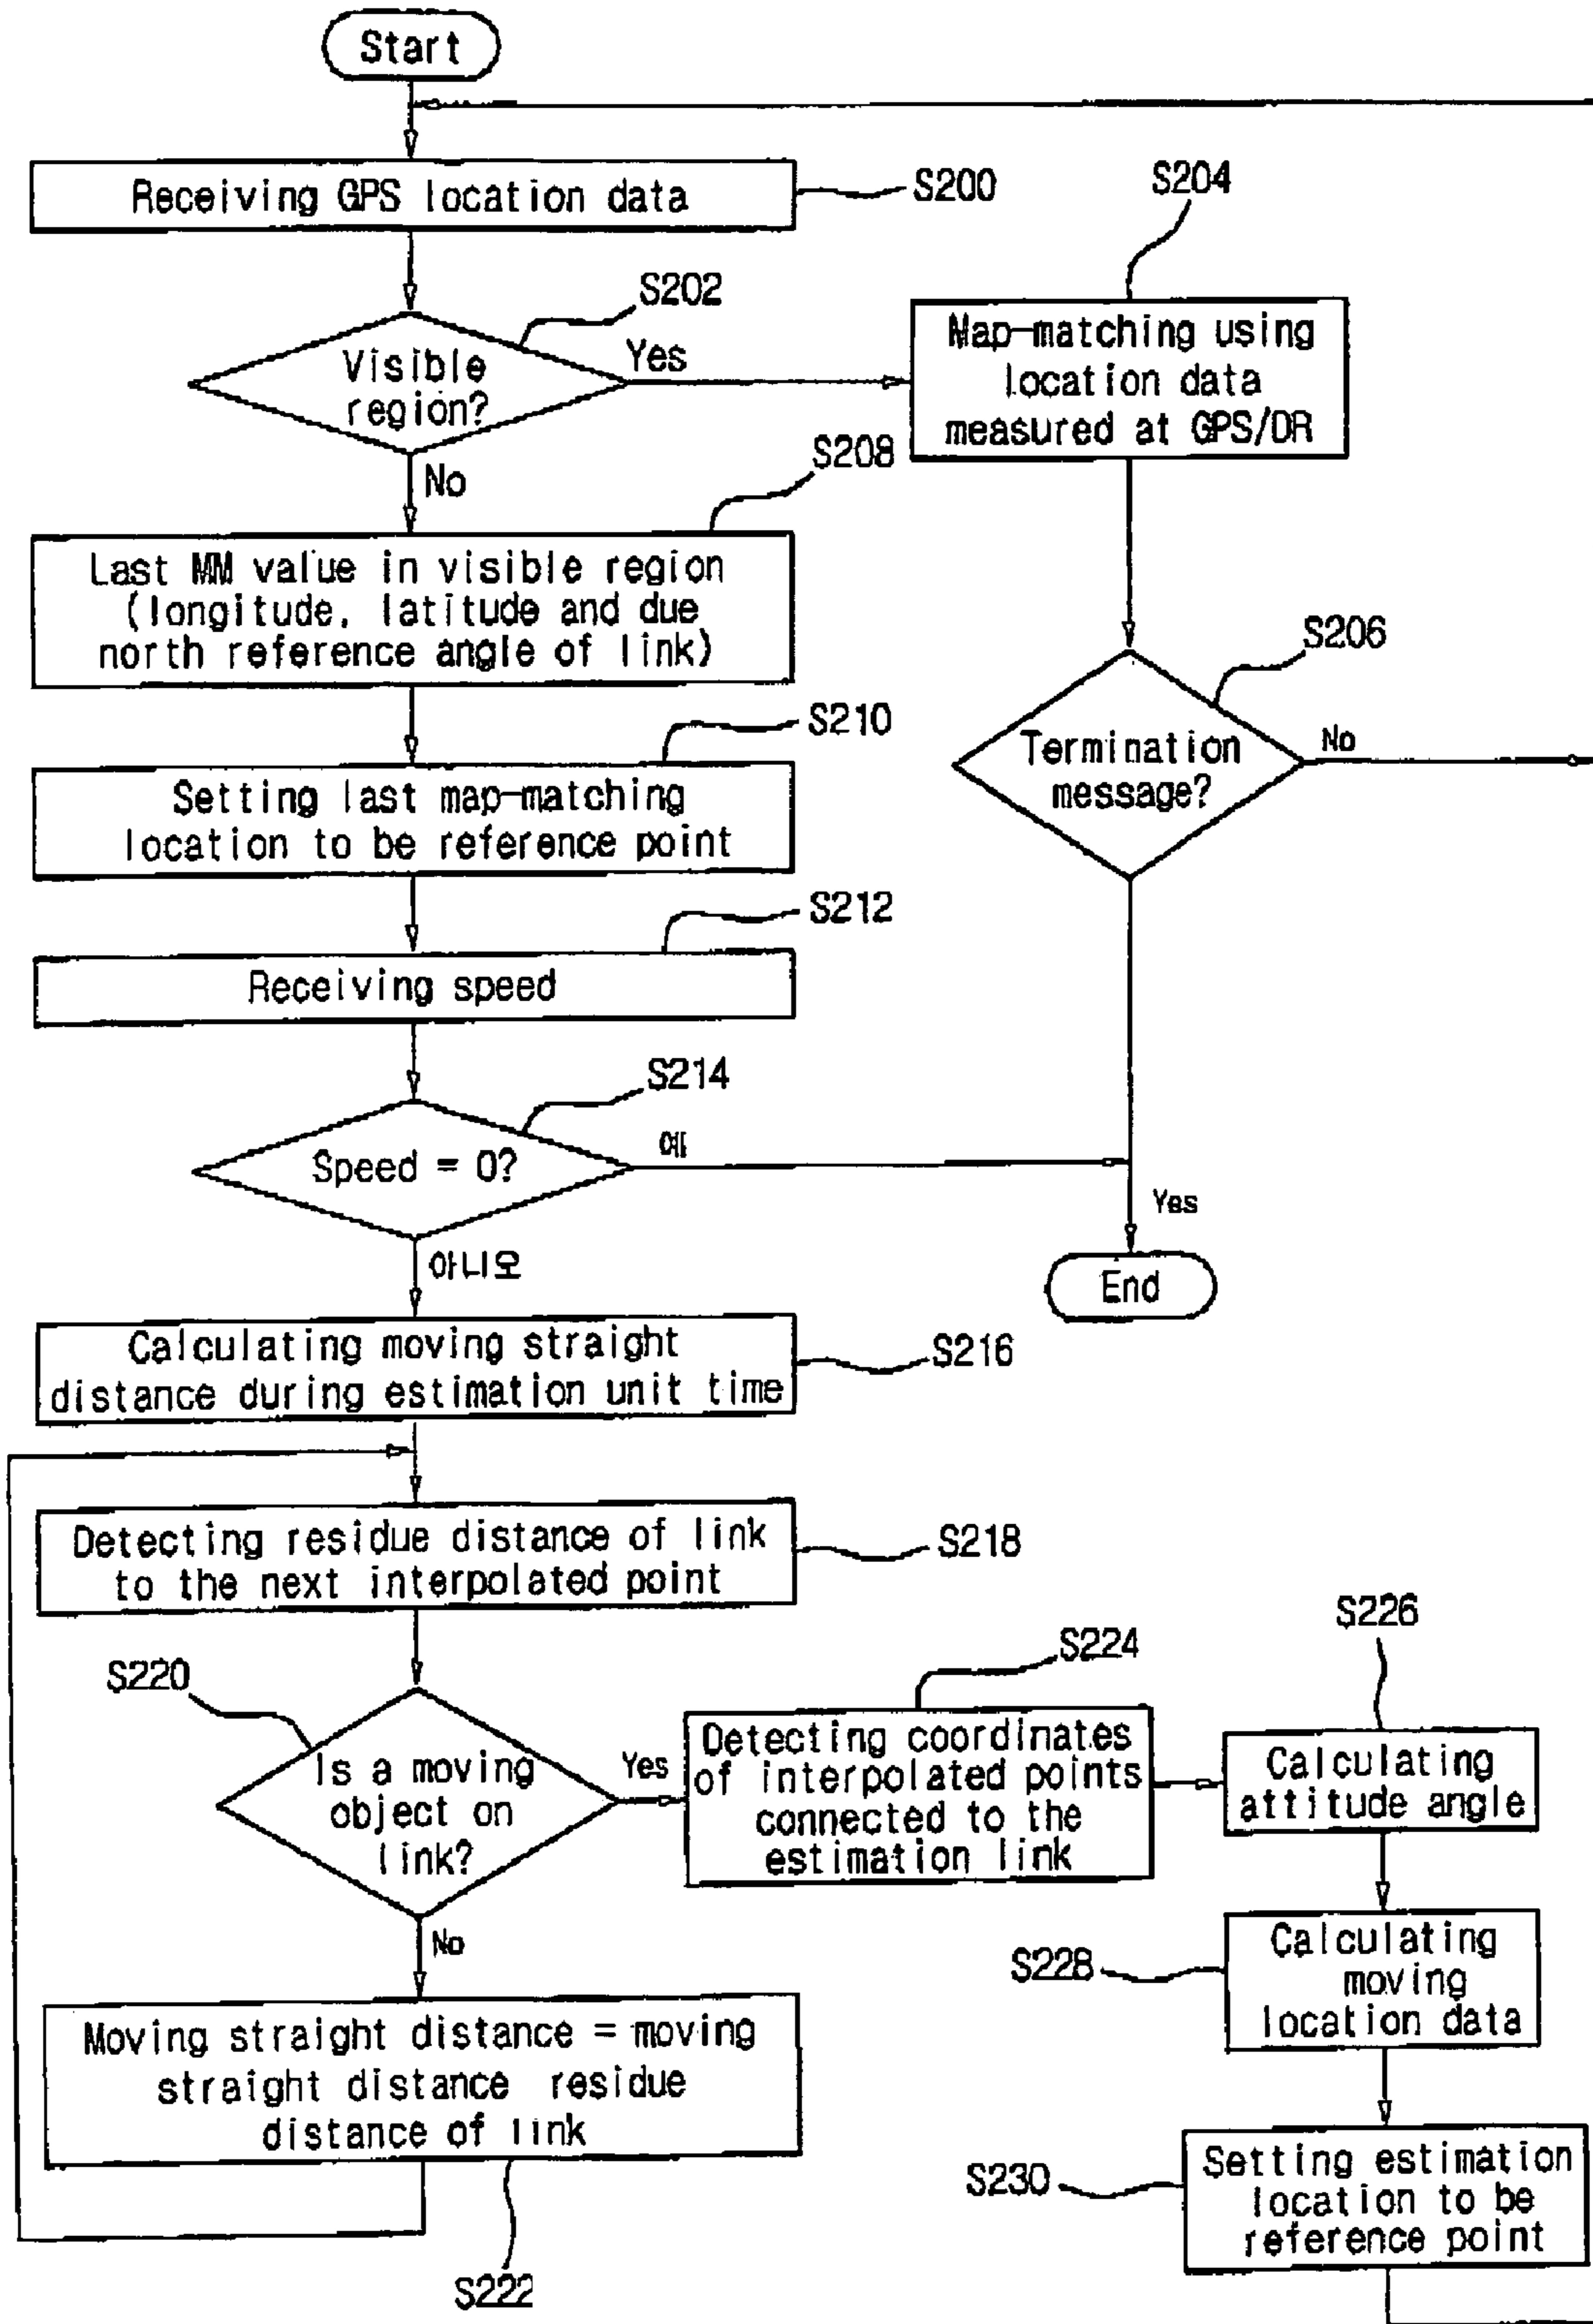 Start
Receiving GPS location data
S200
S202
Visible
region?
Yes
No
S204
Map-matching using
location data
measured at GPS/DR
S206
Termination
message?
No
Yes
End
S208
Last MM value in visible region
(longitude, latitude and due
north reference angle of link)
S210
Setting last map-matching
location to be reference point
S212
Receiving speed
S214
Speed = 0?
예
아니오
Calculating moving straight
distance during estimation unit time
S216
Detecting residue distance of link
to the next interpolated point
S218
S220
Is a moving
object on
link?
Yes
No
Moving straight distance = moving
straight distance residue
distance of link
S222
S224
Detecting coordinates
of interpolated points
connected to the
estimation link
S226
Calculating
attitude angle
S228
Calculating
moving
location data
S230
Setting estimation
location to be
reference point